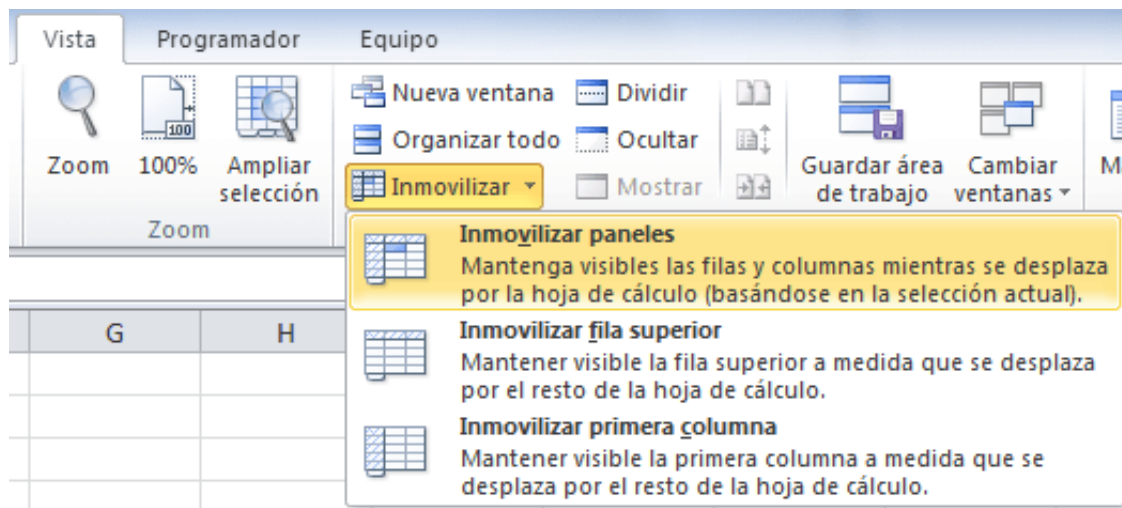 Vista Programador Equipo
Nueva ventana Dividir
Organizar todo Ocultar
Inmovilizar Mostrar
Zoom 100% Ampliar selección
100
Guardar área de trabajo Cambiar ventanas
Zoom
Inmovilizar paneles
Mantenga visibles las filas y columnas mientras se desplaza
por la hoja de cálculo (basándose en la selección actual).
G H
Inmovilizar fila superior
Mantener visible la fila superior a medida que se desplaza
por el resto de la hoja de cálculo.
Inmovilizar primera columna
Mantener visible la primera columna a medida que se
desplaza por el resto de la hoja de cálculo.